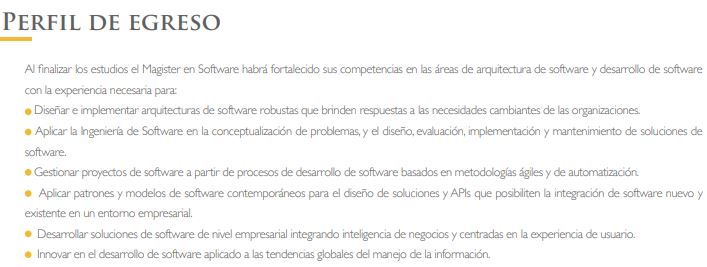 PERFIL DE EGRESO
Al finalizar los estudios el Magister en Software habrá fortalecido sus competencias en las áreas de arquitectura de software y desarrollo de software
con la experiencia necesaria para:
● Diseñar e implementar arquitecturas de software robustas que brinden respuestas a las necesidades cambiantes de las organizaciones.
● Aplicar la Ingeniería de Software en la conceptualización de problemas, y el diseño, evaluación, implementación y mantenimiento de soluciones de
software.
● Gestionar proyectos de software a partir de procesos de desarrollo de software basados en metodologías ágiles y de automatización.
● Aplicar patrones y modelos de software contemporáneos para el diseño de soluciones y APIs que posibiliten la integración de software nuevo y
existente en un entorno empresarial.
● Desarrollar soluciones de software de nivel empresarial integrando inteligencia de negocios y centradas en la experiencia de usuario.
● Innovar en el desarrollo de software aplicado a las tendencias globales del manejo de la información.